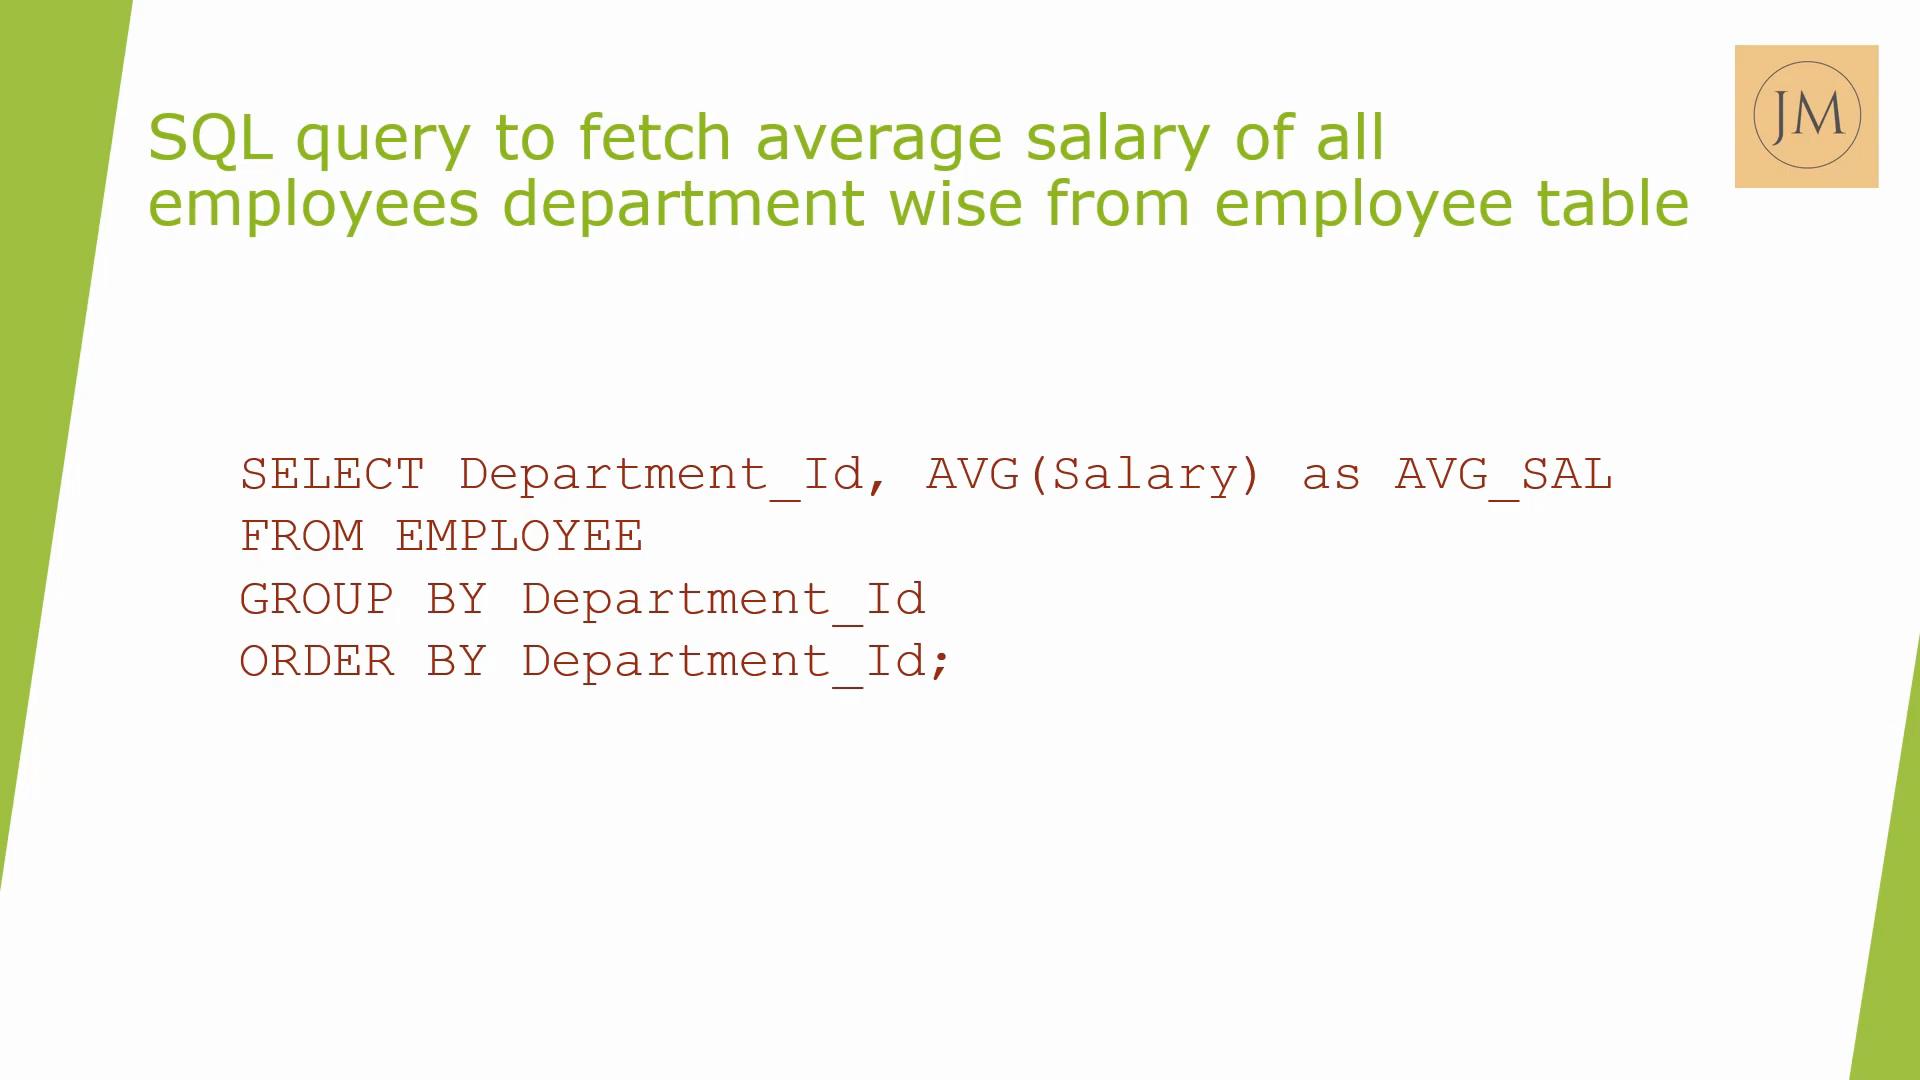 SQL query to fetch average salary of all
employees department wise from employee table
JM
SELECT Department_Id, AVG(Salary) as AVG_SAL
FROM EMPLOYEE
GROUP BY Department_Id
ORDER BY Department_Id;